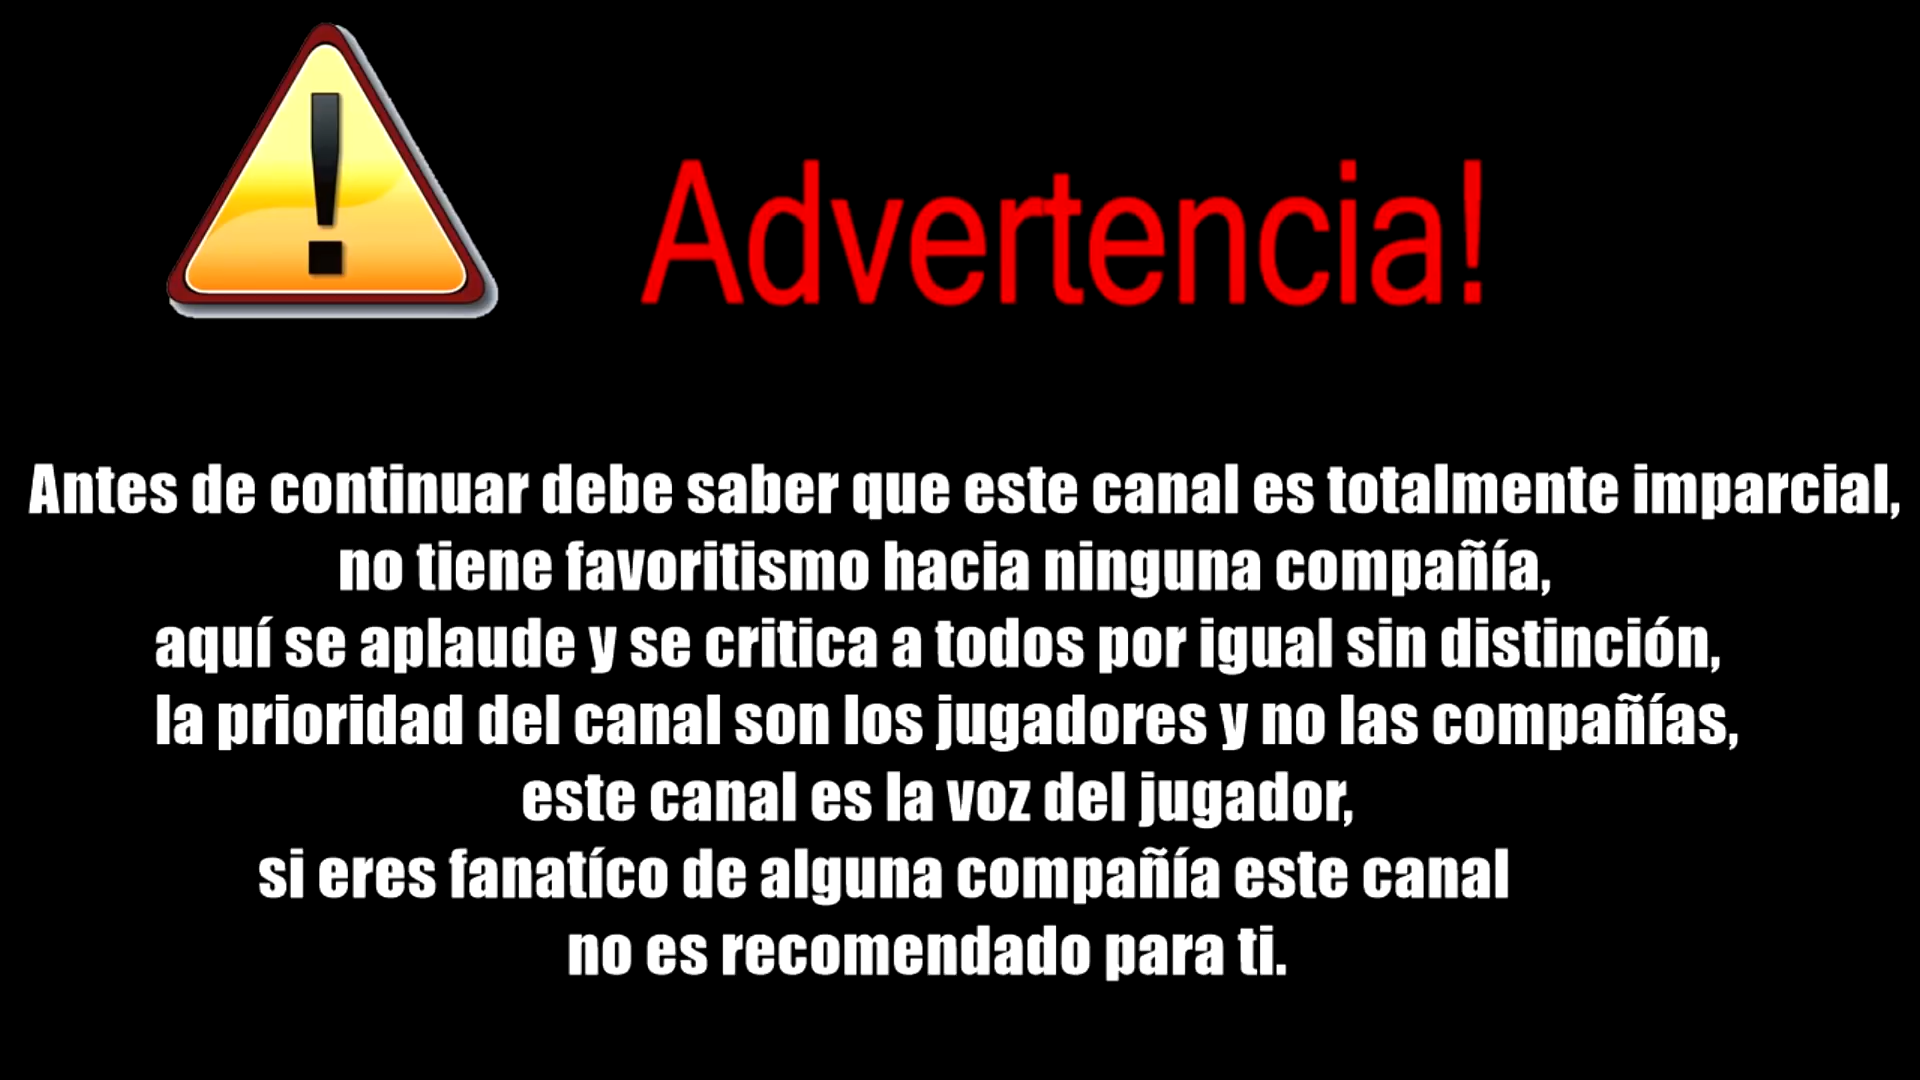 Advertencia!
Antes de continuar debe saber que este canal es totalmente imparcial,
no tiene favoritismo hacia ninguna compañía,
aquí se aplaude y se critica a todos por igual sin distinción,
la prioridad del canal son los jugadores y no las compañías,
este canal es la voz del jugador,
si eres fanatíco de alguna compañía este canal
no es recomendado para ti.